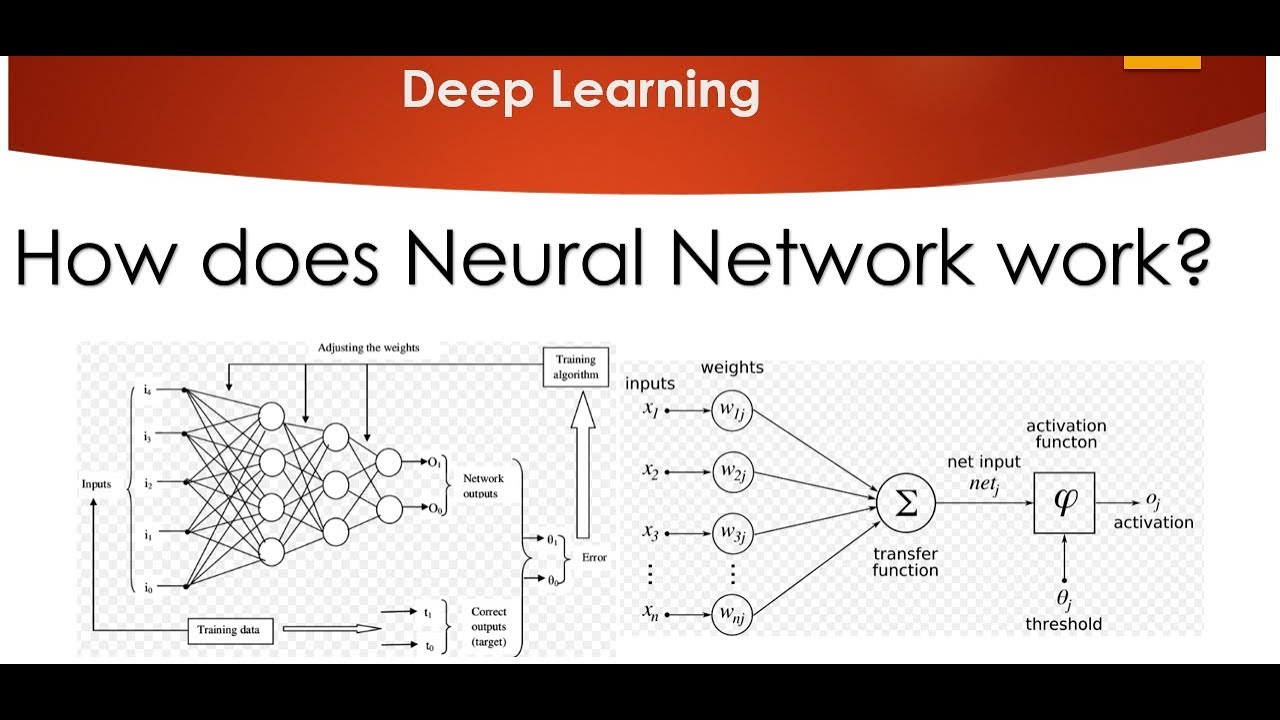 Deep Learning
How does Neural Network work?
Adjusting the weights
Training
algorithm
i₄
i₃
i₂
i₁
i₀
Inputs
O₁
O₀
Network
outputs
θ₁
θ₀
Error
Training data
t₁
t₀
Correct
outputs
(target)
inputs
weights
x₁
w₁ⱼ
x₂
w₂ⱼ
x₃
w₃ⱼ
⋮ ⋮
xₙ
wₙⱼ
Σ
transfer
function
net input
netⱼ
activation
functon
φ
oⱼ
activation
θⱼ
threshold